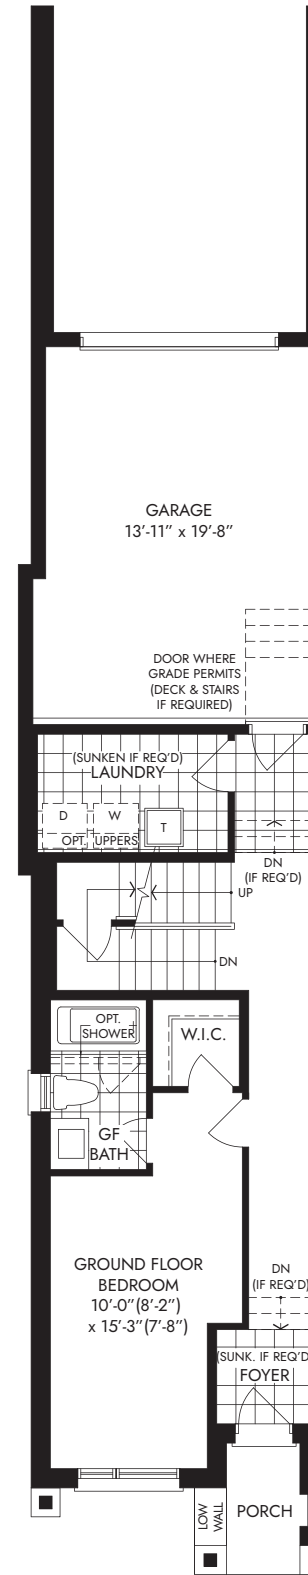 GARAGE
13'-11" x 19'-8"
DOOR WHERE
GRADE PERMITS
(DECK & STAIRS
IF REQUIRED)
(SUNKEN IF REQ'D)
LAUNDRY
D
W
OPT.
UPPERS
T
DN
(IF REQ'D)
UP
DN
OPT.
SHOWER
W.I.C.
GF
BATH
GROUND FLOOR
BEDROOM
10'-0"(8'-2")
x 15'-3"(7'-8")
DN
(IF REQ'D)
(SUNK. IF REQ'D
FOYER
LOW
WALL
PORCH